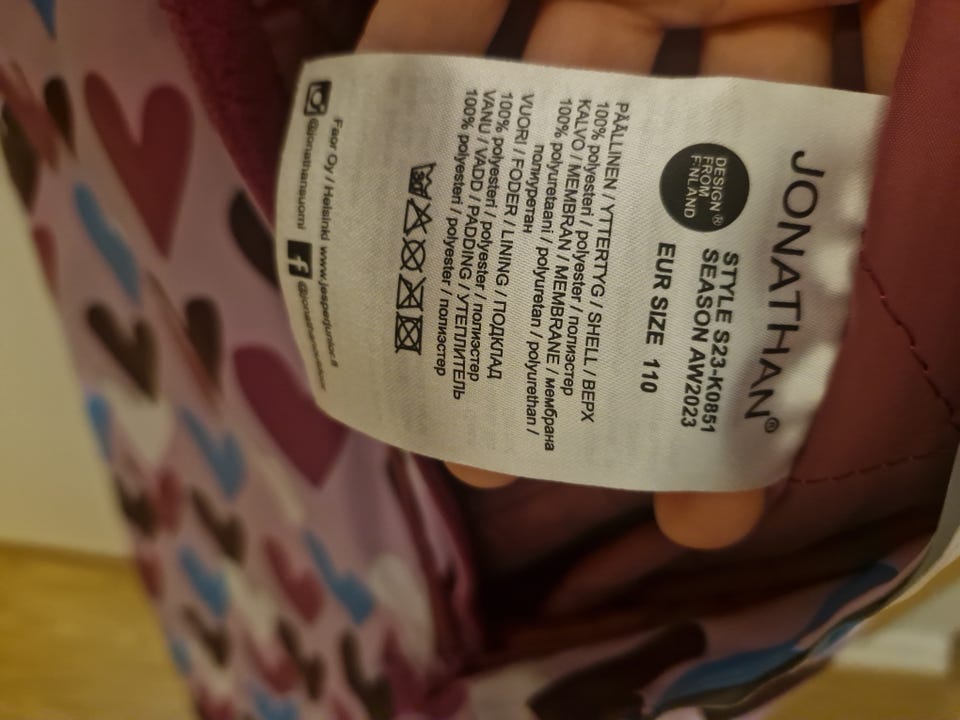 JONATHAN®
DESIGN ®
FROM
FINLAND
STYLE S23-K0851
SEASON AW2023
EUR SIZE 110
PÄÄLLINEN / YTTERTYG / SHELL / ВЕРХ
100% polyesteri / polyester / полиэстер
KALVO / MEMBRAN / MEMBRANE / мембрана
100% polyuretaani / polyuretan / polyurethan /
полиуретан
VUORI / FODER / LINING / ПОДКЛАД
100% polyesteri / polyester / полиэстер
VANU / VADD / PADDING / УТЕПЛИТЕЛЬ
100% polyesteri / polyester / полиэстер
Feor Oy / Helsinki www.jesperjunior.fi
@jonathansuomi f @jonathansuomi